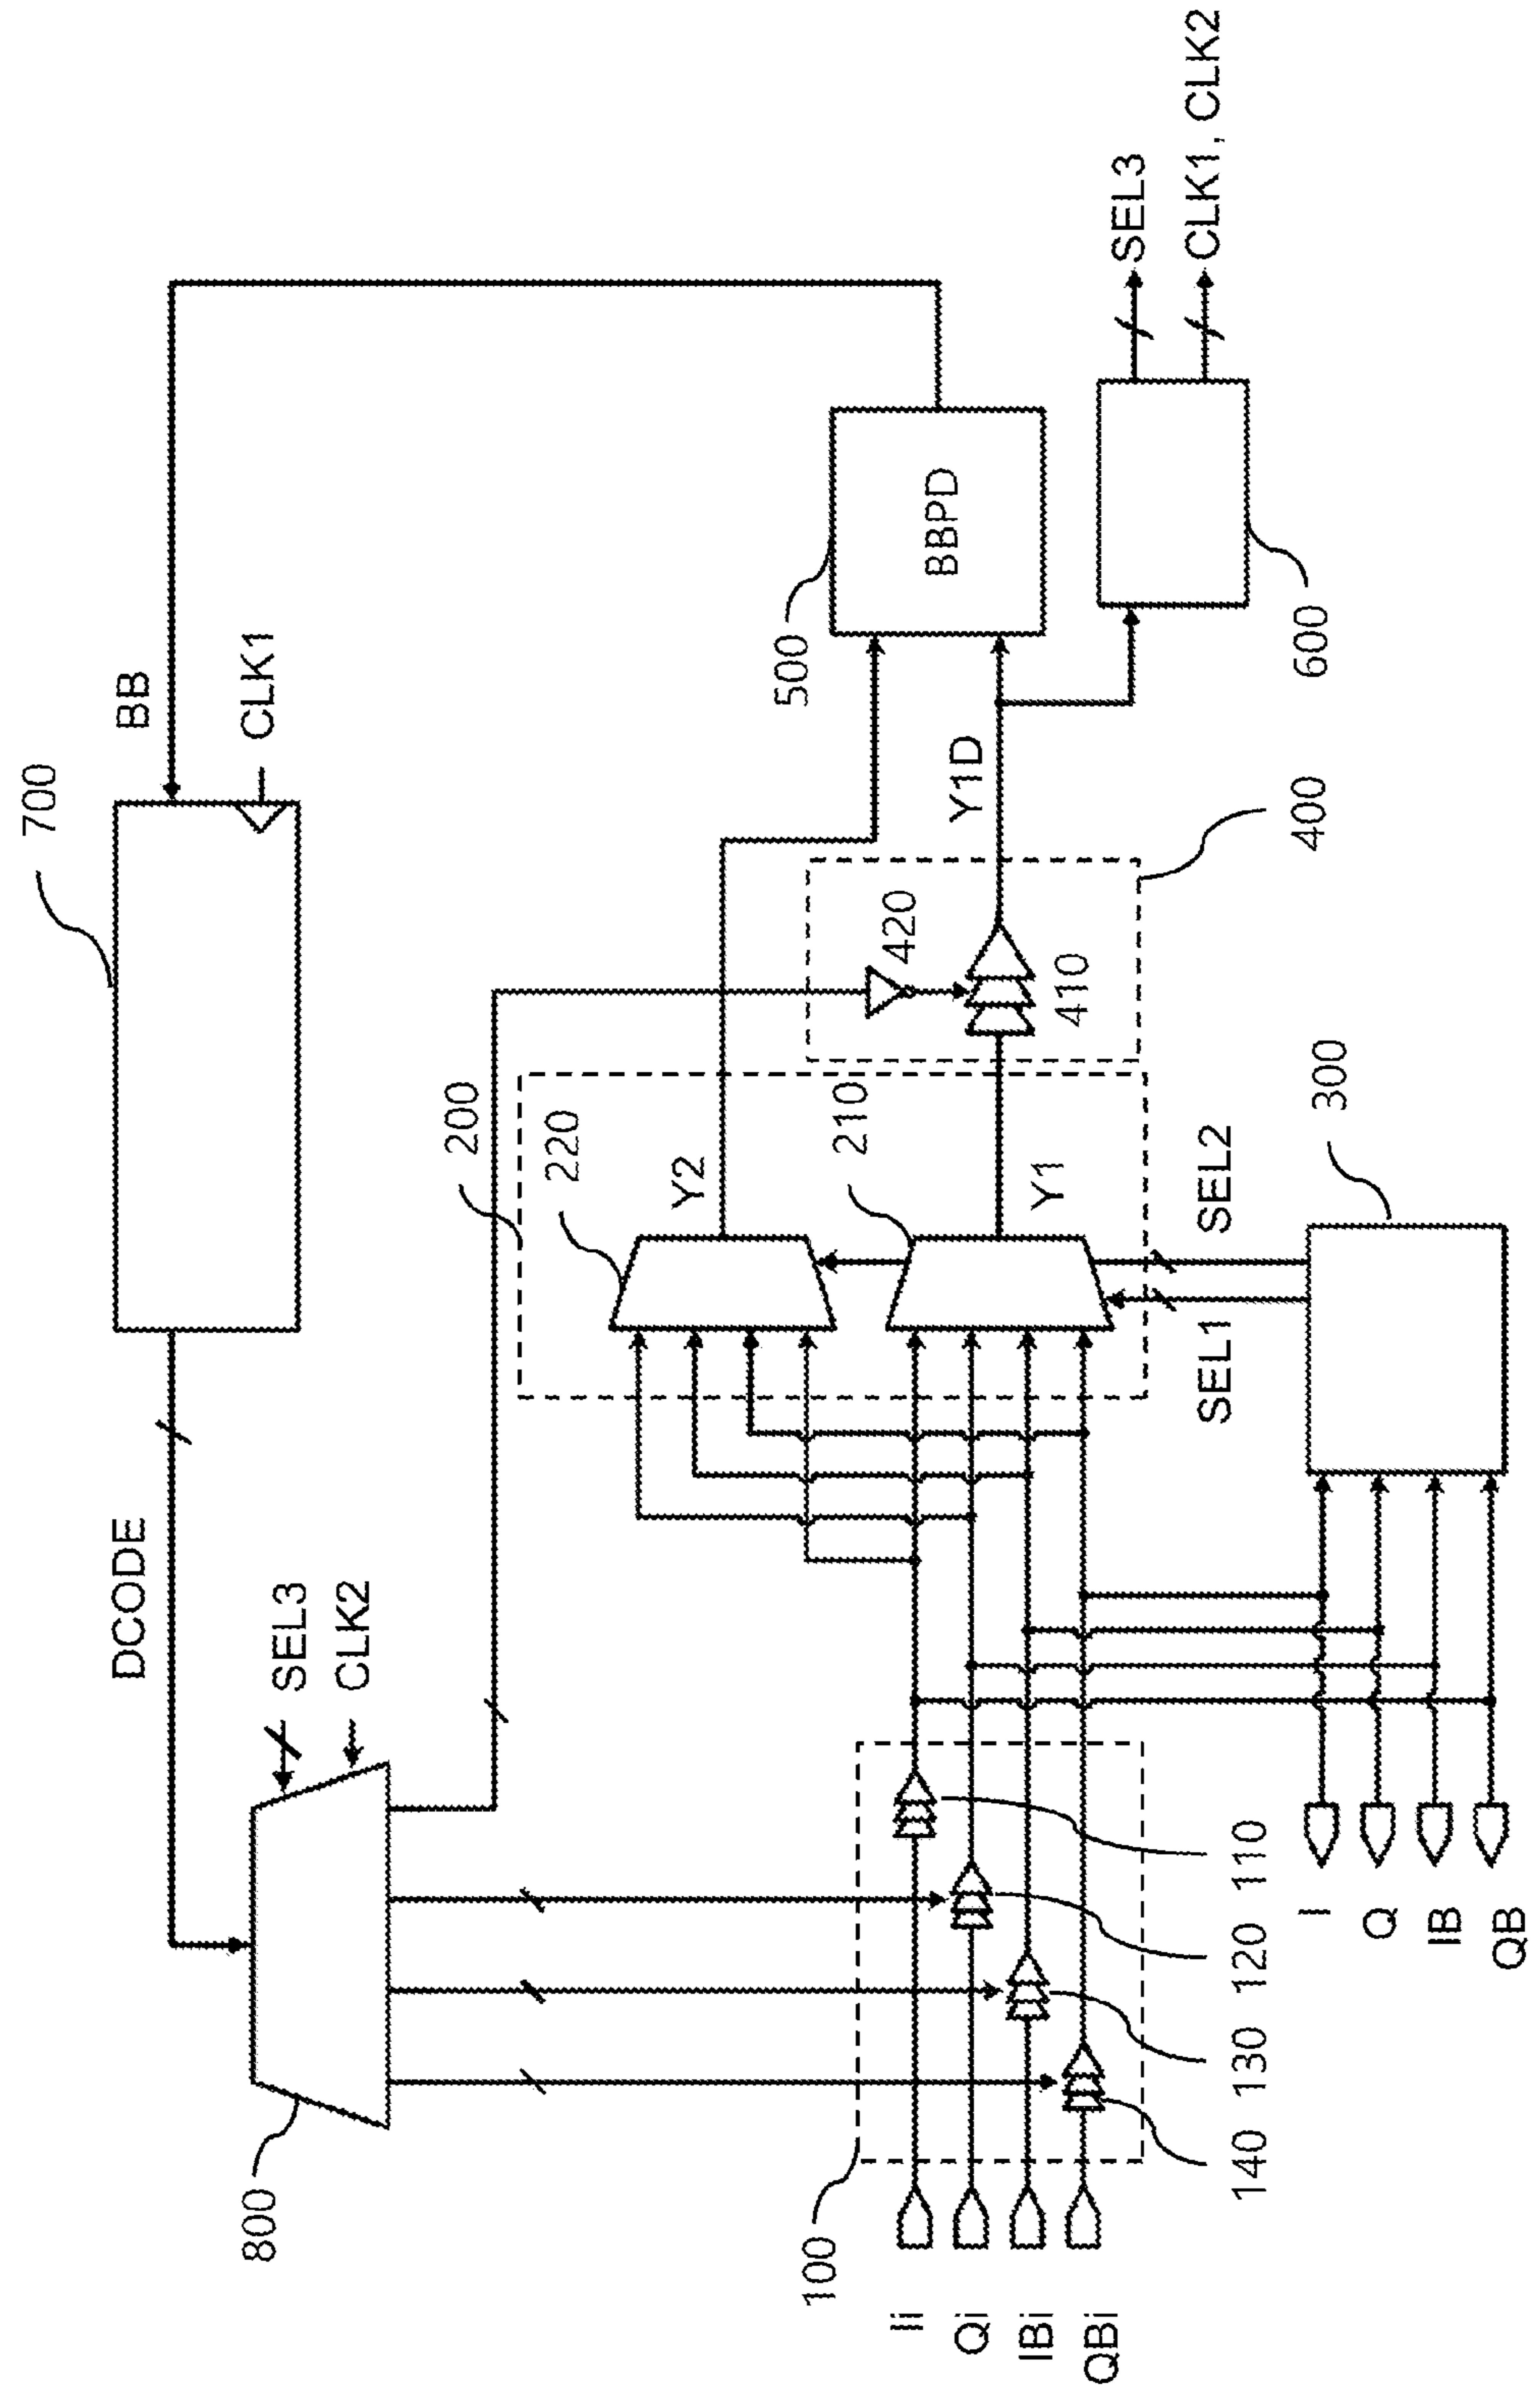 700
BB
CLK1
DCODE
SEL3
CLK2
800
200
220
Y2
210
Y1
420
410
400
Y1D
500
BBPD
600
SEL3
CLK1, CLK2
SEL1
SEL2
300
100
110
120
130
140
Ii
Qi
IBi
QBi
I
Q
IB
QB